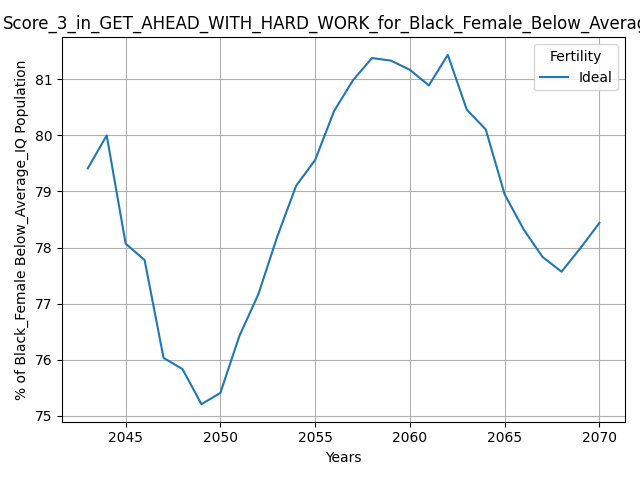 Score_3_in_GET_AHEAD_WITH_HARD_WORK_for_Black_Female_Below_Averag
Fertility
Ideal
% of Black_Female Below_Average_IQ Population
81
80
79
78
77
76
75
2045
2050
2055
2060
2065
2070
Years